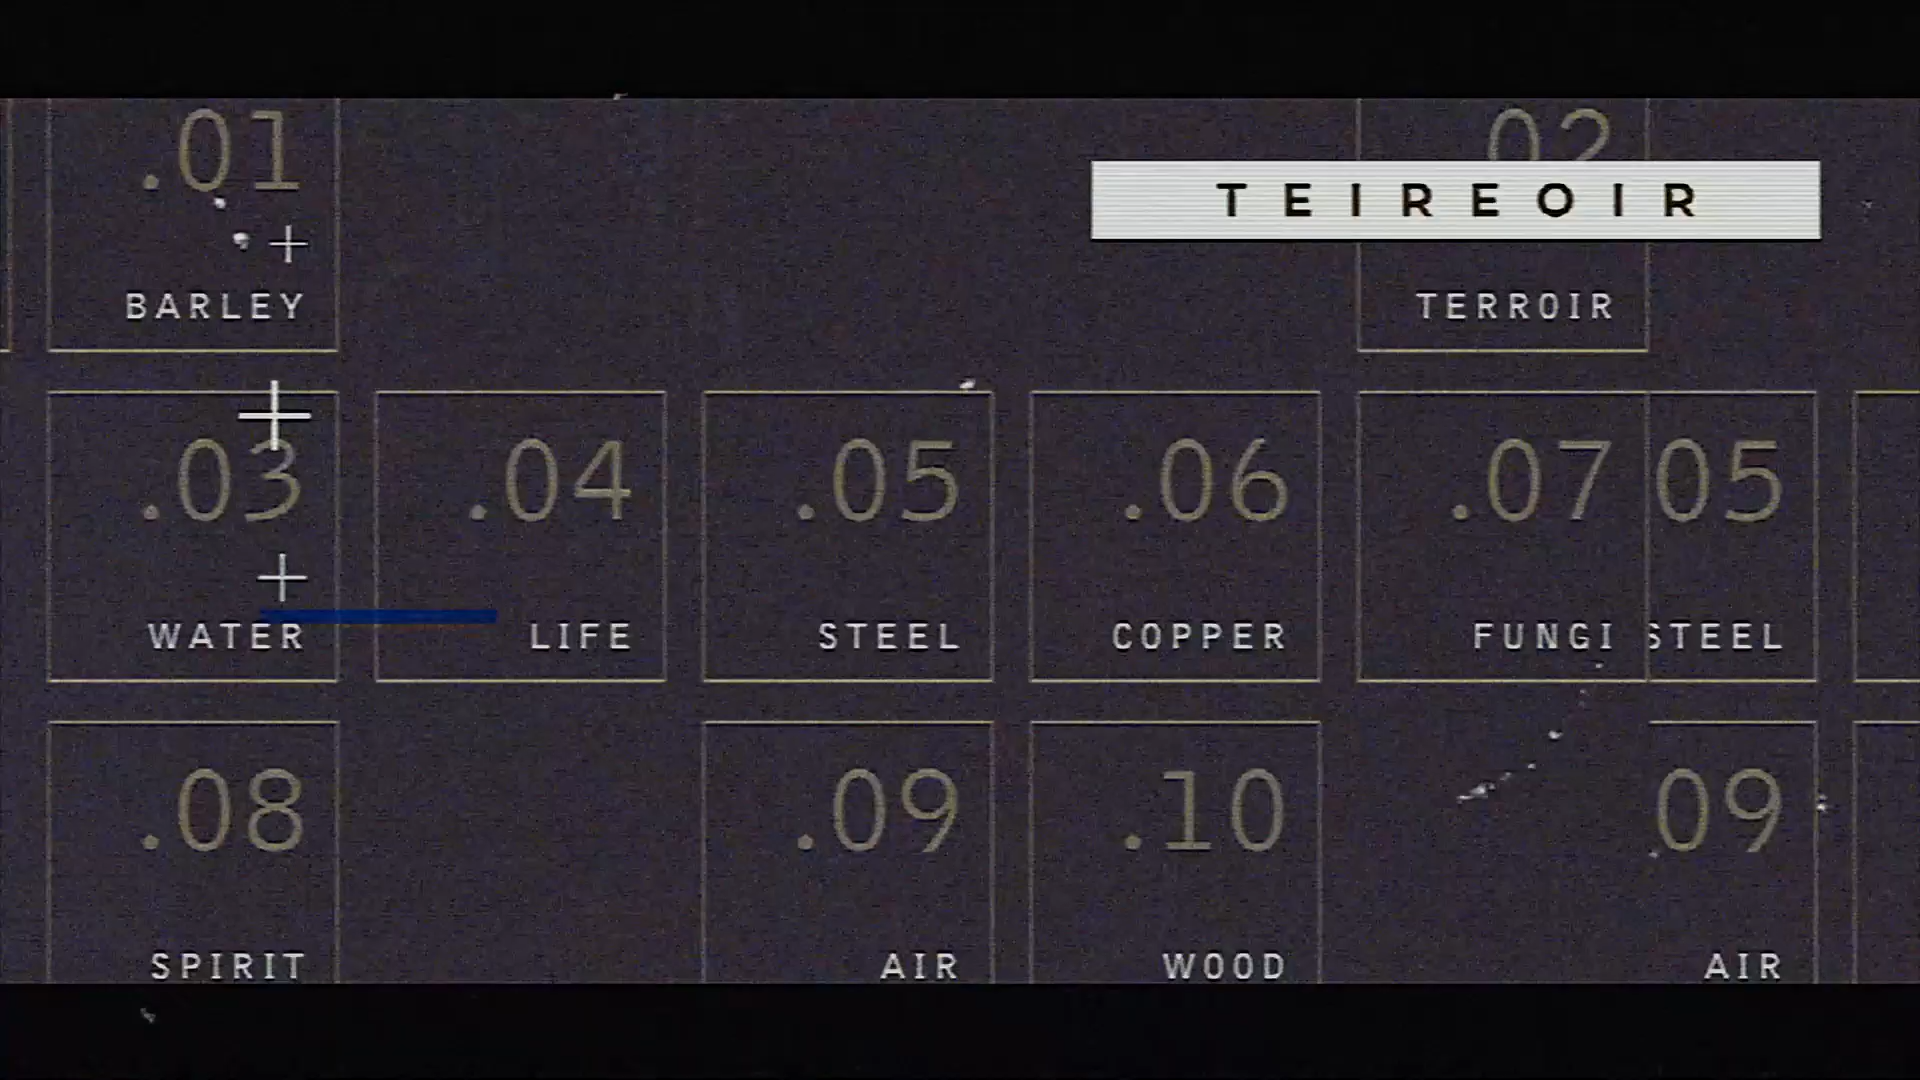 .01
02
TEIREOIR
BARLEY
TERROIR
.03
.04
.05
.06
.07
05
WATER
LIFE
STEEL
COPPER
FUNGI
STEEL
.08
.09
.10
09
SPIRIT
AIR
WOOD
AIR